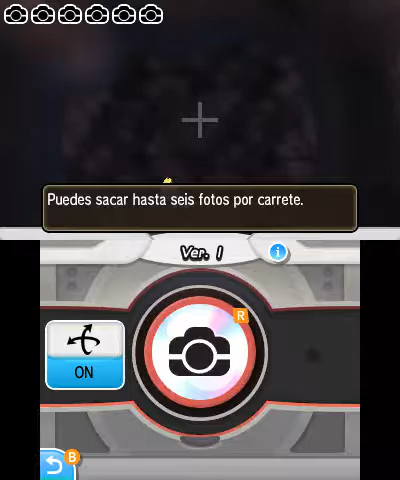 Puedes sacar hasta seis fotos por carrete.
Ver. 1
i
R
ON
B